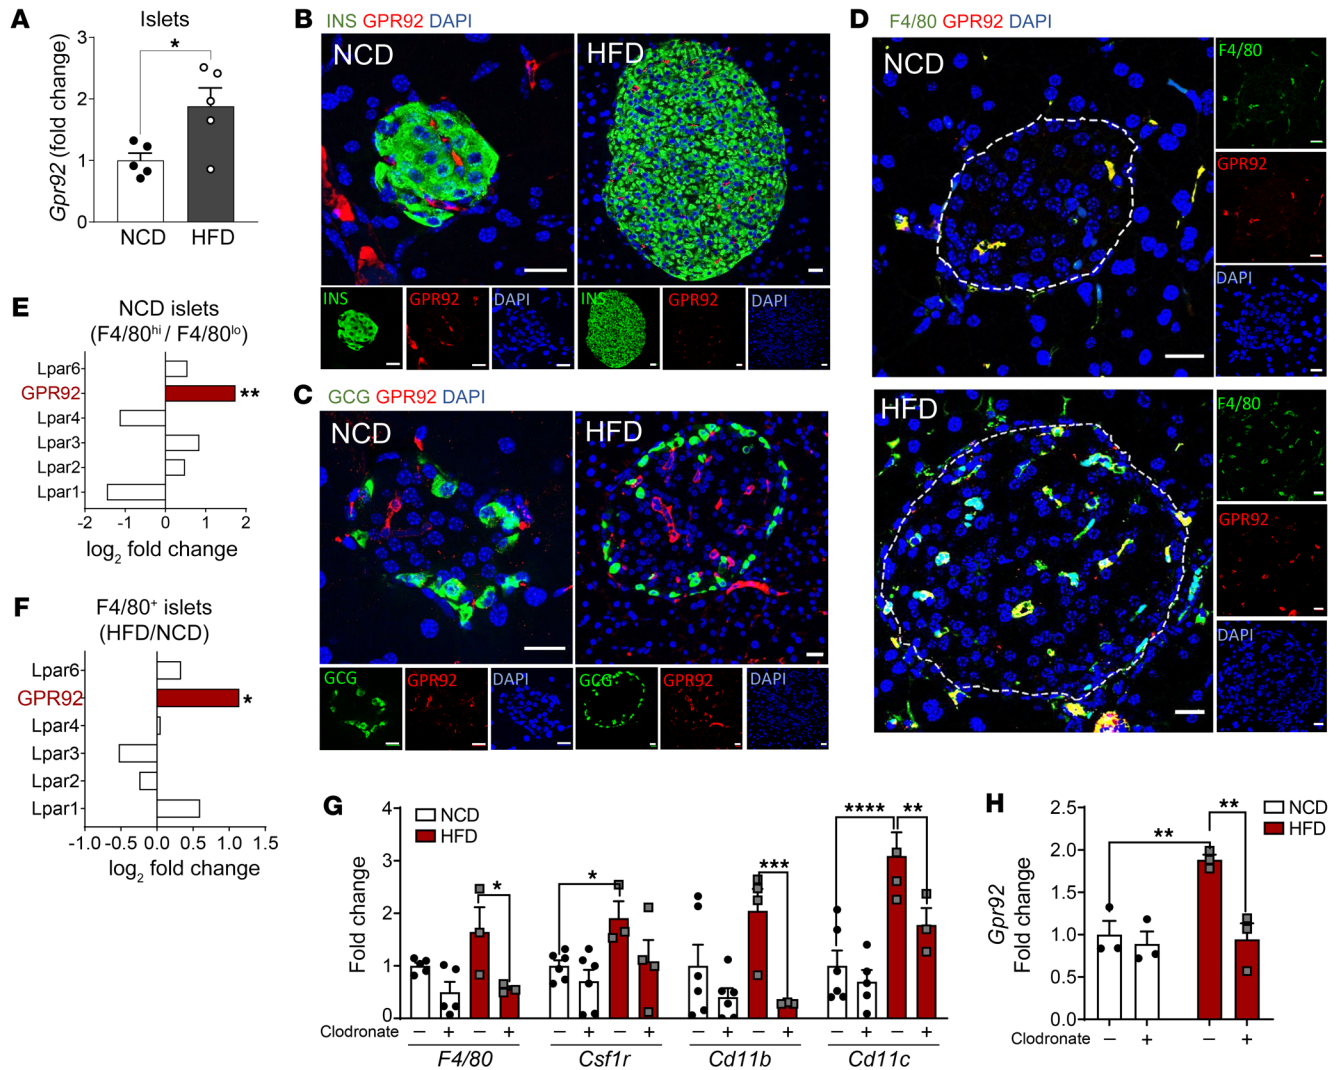 A
Islets
Gpr92 (fold change)
3
2
1
0
*
NCD
HFD
B
INS GPR92 DAPI
NCD
HFD
INS
GPR92
DAPI
INS
GPR92
DAPI
C
GCG GPR92 DAPI
NCD
HFD
GCG
GPR92
DAPI
GCG
GPR92
DAPI
D
F4/80 GPR92 DAPI
NCD
F4/80
GPR92
DAPI
HFD
F4/80
GPR92
DAPI
E
NCD islets
(F4/80hi / F4/80lo)
Lpar6
GPR92
**
Lpar4
Lpar3
Lpar2
Lpar1
-2 -1 0 1 2
log2 fold change
F
F4/80+ islets
(HFD/NCD)
Lpar6
GPR92
*
Lpar4
Lpar3
Lpar2
Lpar1
-1.0 -0.5 0.0 0.5 1.0 1.5
log2 fold change
G
NCD
HFD
Fold change
4
3
2
1
0
*
*
***
****
**
Clodronate − + − + − + − + − + − + − + − +
F4/80 Csf1r Cd11b Cd11c
H
NCD
HFD
Gpr92
Fold change
2.5
2.0
1.5
1.0
0.5
0.0
**
**
Clodronate − + − +